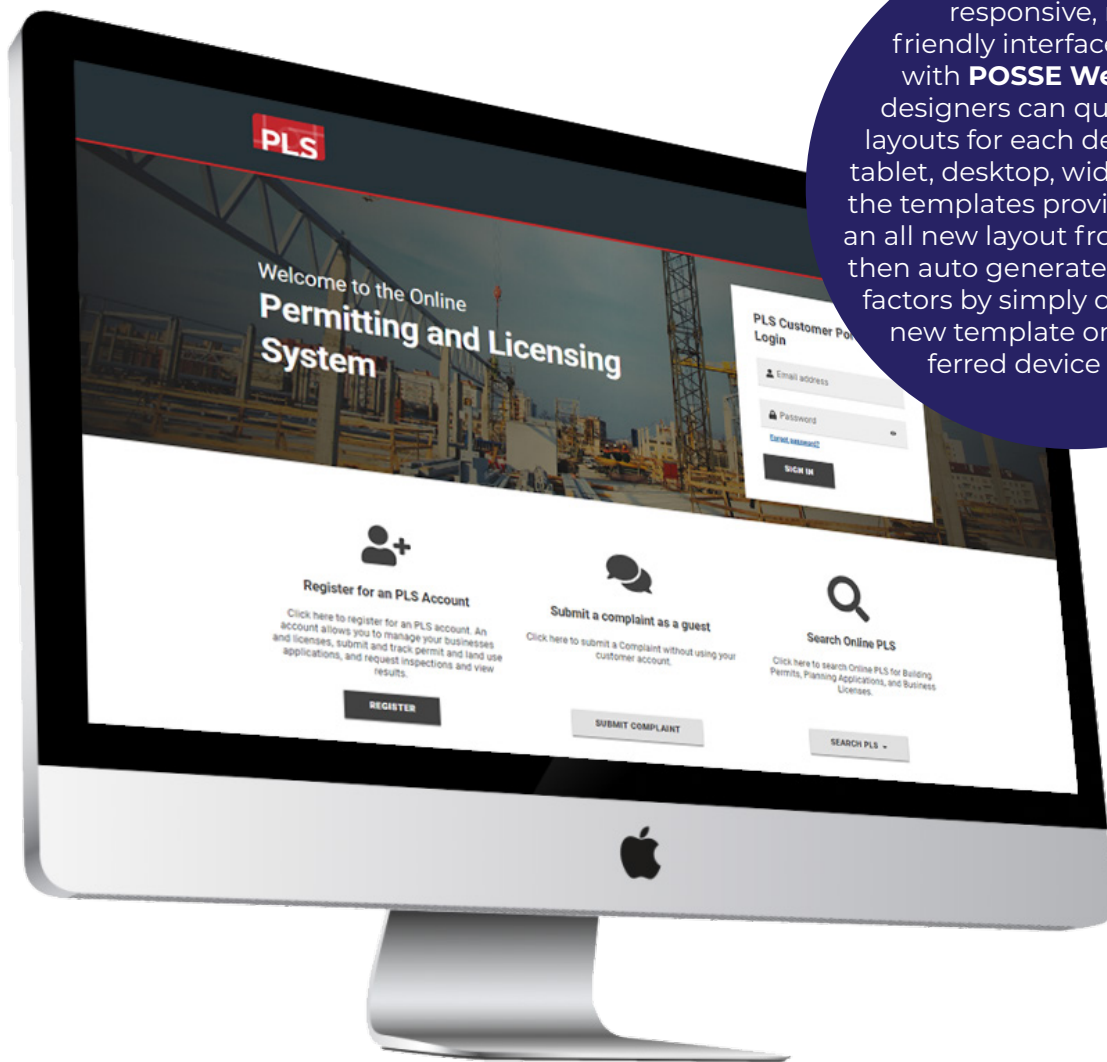 responsive,
friendly interface
with POSSE We
designers can qu
layouts for each de
tablet, desktop, wid
the templates provi
an all new layout fro
then auto generate
factors by simply c
new template or
ferred device
PLS
Welcome to the Online
Permitting and Licensing
System
PLS Customer Por
Login
Email address
Password
Forgot password?
SIGN IN
Register for an PLS Account
Click here to register for an PLS account. An
account allows you to manage your businesses
and licenses, submit and track permit and land use
applications, and request inspections and view
results.
REGISTER
Submit a complaint as a guest
Click here to submit a Complaint without using your
customer account.
SUBMIT COMPLAINT
Search Online PLS
Click here to search Online PLS for Building
Permits, Planning Applications, and Business
Licenses.
SEARCH PLS